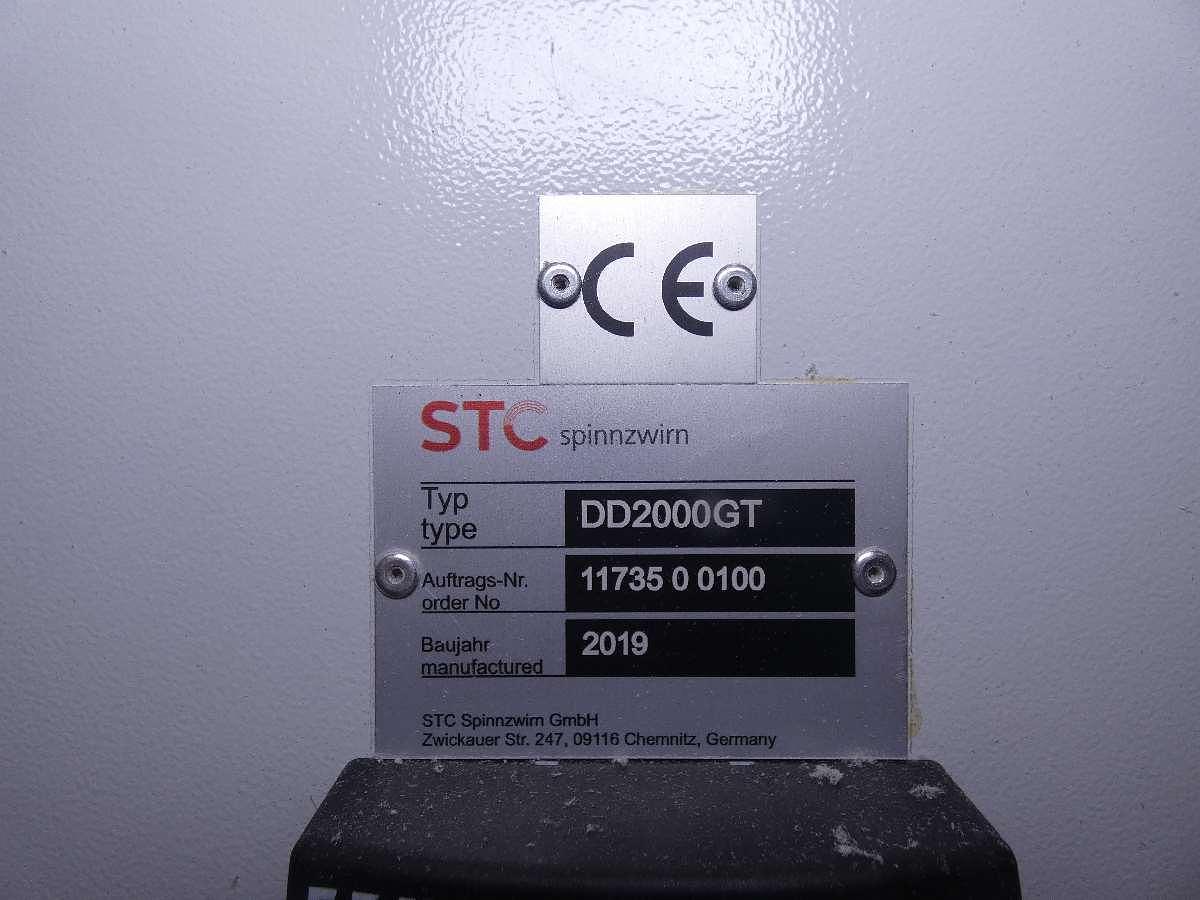 CE
STC spinnzwirn
Typ
type
DD2000GT
Auftrags-Nr.
order No
11735 0 0100
Baujahr
manufactured
2019
STC Spinnzwirn GmbH
Zwickauer Str. 247, 09116 Chemnitz, Germany